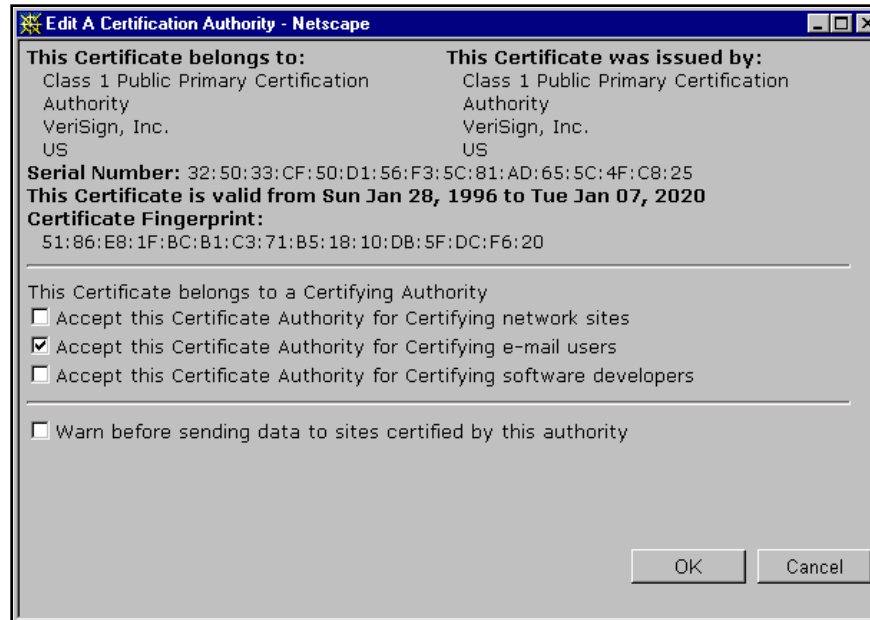 Edit A Certification Authority - Netscape
This Certificate belongs to:
Class 1 Public Primary Certification
Authority
VeriSign, Inc.
US
This Certificate was issued by:
Class 1 Public Primary Certification
Authority
VeriSign, Inc.
US
Serial Number: 32:50:33:CF:50:D1:56:F3:5C:81:AD:65:5C:4F:C8:25
This Certificate is valid from Sun Jan 28, 1996 to Tue Jan 07, 2020
Certificate Fingerprint:
51:86:E8:1F:BC:B1:C3:71:B5:18:10:DB:5F:DC:F6:20
This Certificate belongs to a Certifying Authority
Accept this Certificate Authority for Certifying network sites
Accept this Certificate Authority for Certifying e-mail users
Accept this Certificate Authority for Certifying software developers
Warn before sending data to sites certified by this authority
OK
Cancel